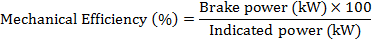 Mechanical Efficiency (%) = Brake power (kW) × 100 / Indicated power (kW)